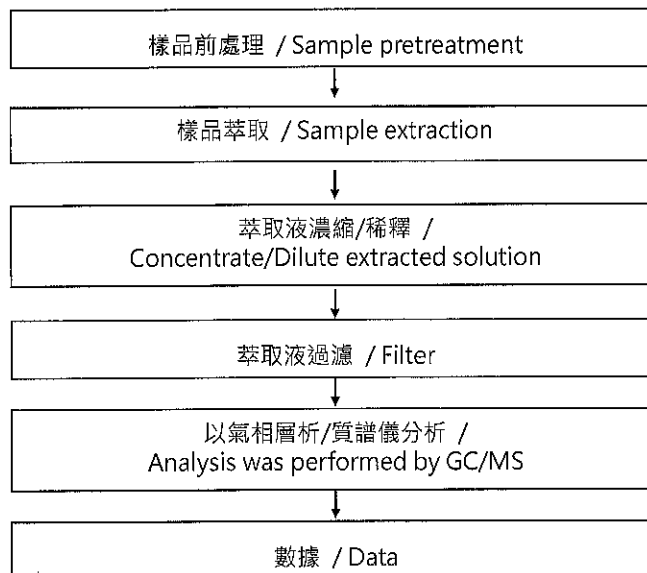 樣品前處理 / Sample pretreatment
樣品萃取 / Sample extraction
萃取液濃縮/稀釋 /
Concentrate/Dilute extracted solution
萃取液過濾 / Filter
以氣相層析/質譜儀分析 /
Analysis was performed by GC/MS
數據 / Data